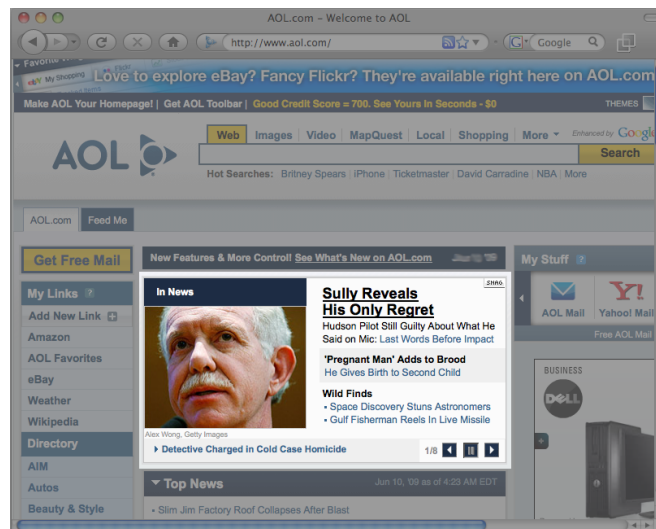 AOL.com - Welcome to AOL
http://www.aol.com/
Google
Favorite
eBay My Shopping
Love to explore eBay? Fancy Flickr? They're available right here on AOL.com
Make AOL Your Homepage! | Get AOL Toolbar | Good Credit Score = 700. See Yours In Seconds - $0
THEMES
AOL
Web Images Video MapQuest Local Shopping More
Enhanced by Google
Search
Hot Searches: Britney Spears | iPhone | Ticketmaster | David Carradine | NBA | More
AOL.com Feed Me
Get Free Mail
New Features & More Control! See What's New on AOL.com
My Stuff ?
My Links ?
Add New Link +
Amazon
AOL Favorites
eBay
Weather
Wikipedia
Directory
AIM
Autos
Beauty & Style
In News
SHAG
Sully Reveals
His Only Regret
Hudson Pilot Still Guilty About What He
Said on Mic: Last Words Before Impact
'Pregnant Man' Adds to Brood
He Gives Birth to Second Child
Wild Finds
• Space Discovery Stuns Astronomers
• Gulf Fisherman Reels In Live Missile
Alex Wong, Getty Images
Detective Charged in Cold Case Homicide
1/8
Top News
Jun 10, '09 as of 4:23 AM EDT
• Slim Jim Factory Roof Collapses After Blast
AOL Mail
Y!
Yahoo! Mail
Free AOL Mail
BUSINESS
DELL